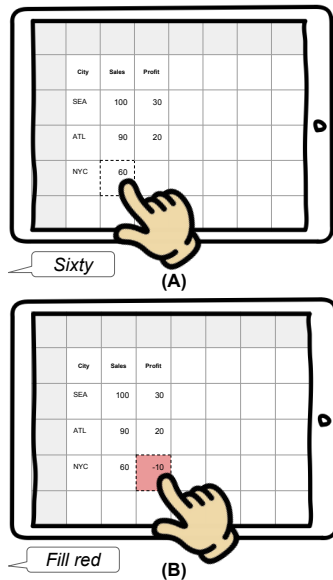 City Sales Profit
SEA 100 30
ATL 90 20
NYC 60
Sixty
(A)
City Sales Profit
SEA 100 30
ATL 90 20
NYC 60 -10
Fill red
(B)